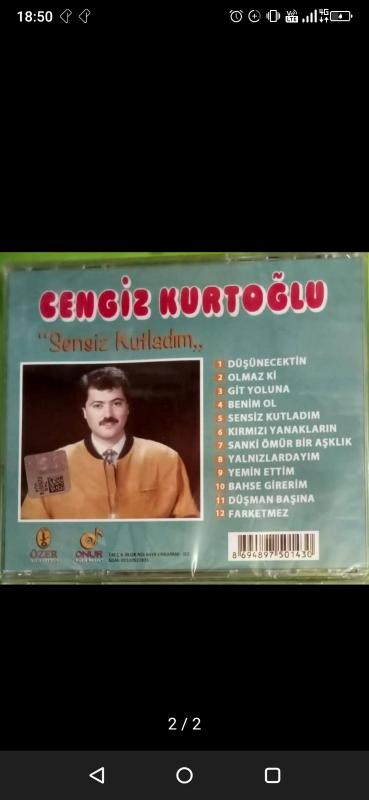 18:50
4G
CENGİZ KURTOĞLU
"Sensiz Kutladım,,
1 DÜŞÜNECEKTİN
2 OLMAZ Kİ
3 GİT YOLUNA
4 BENİM OL
5 SENSİZ KUTLADIM
6 KIRMIZI YANAKLARIN
7 SANKİ ÖMÜR BİR AŞKLIK
8 YALNIZLARDAYIM
9 YEMİN ETTİM
10 BAHSE GİRERİM
11 DÜŞMAN BAŞINA
12 FARKETMEZ
ÖZER
ONUR
8 694897 501430
2 / 2